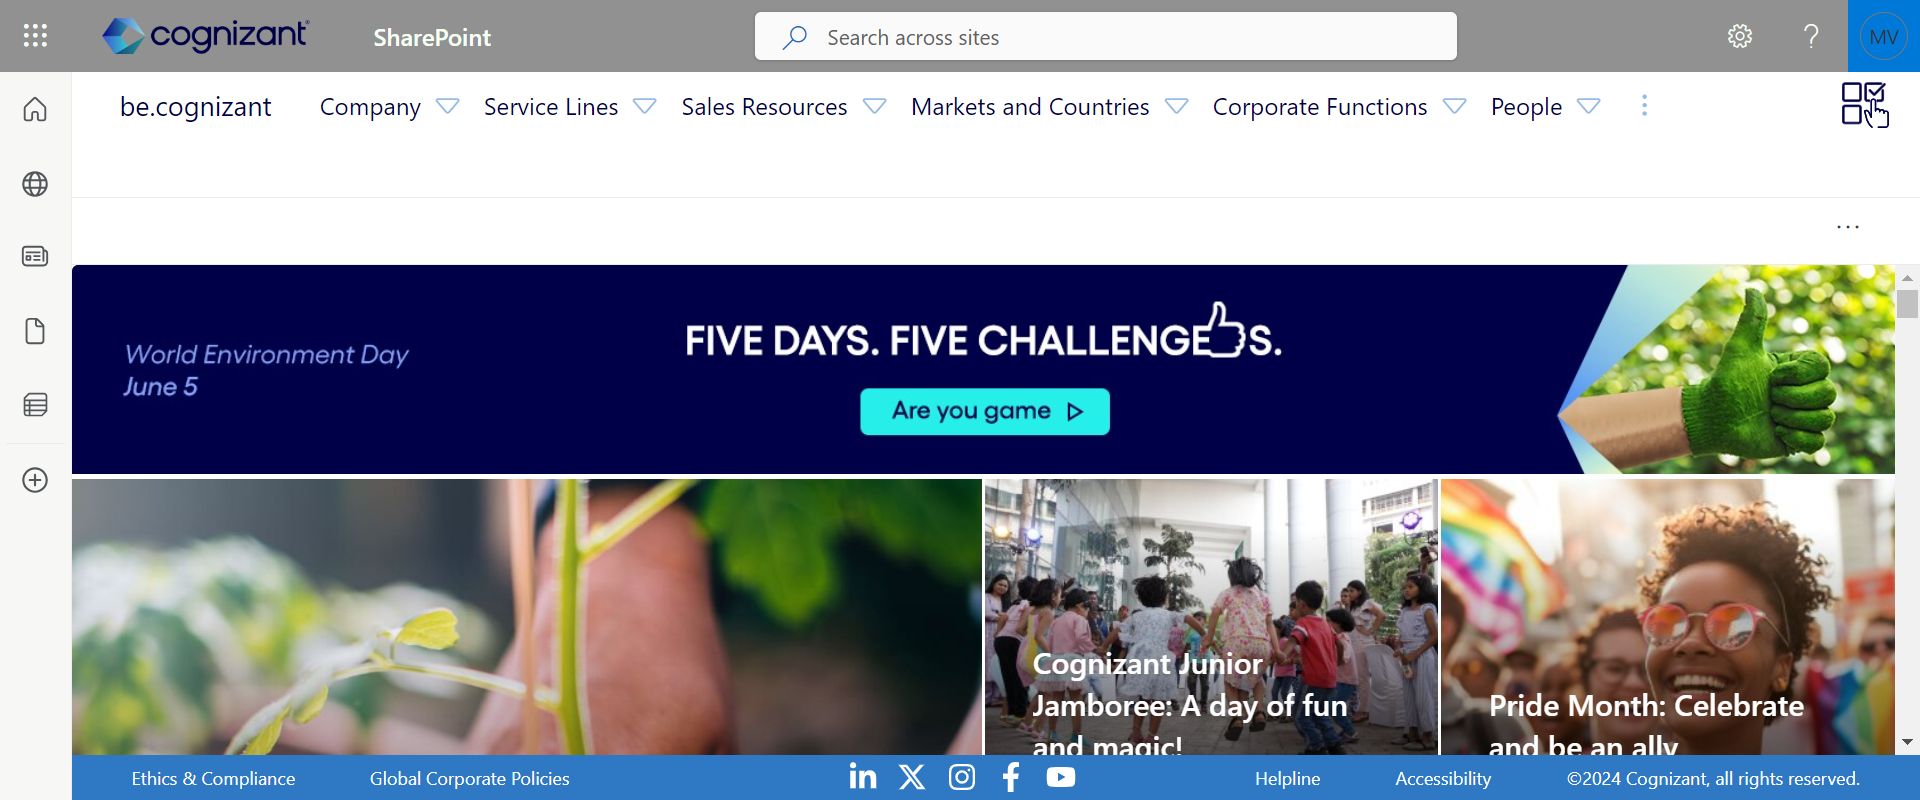 cognizant
SharePoint
Search across sites
MV
be.cognizant
Company
Service Lines
Sales Resources
Markets and Countries
Corporate Functions
People
World Environment Day
June 5
FIVE DAYS. FIVE CHALLENGES.
Are you game
Cognizant Junior
Jamboree: A day of fun
and magic!
Pride Month: Celebrate
and be an ally
Ethics & Compliance
Global Corporate Policies
Helpline
Accessibility
©2024 Cognizant, all rights reserved.